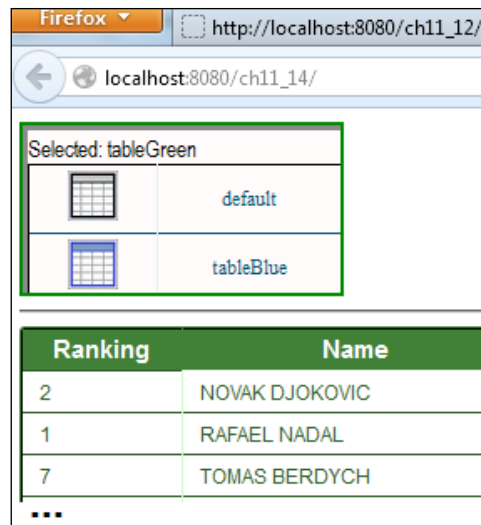 Firefox
http://localhost:8080/ch11_12/
localhost:8080/ch11_14/
Selected: tableGreen
default
tableBlue
Ranking Name
2 NOVAK DJOKOVIC
1 RAFAEL NADAL
7 TOMAS BERDYCH
...